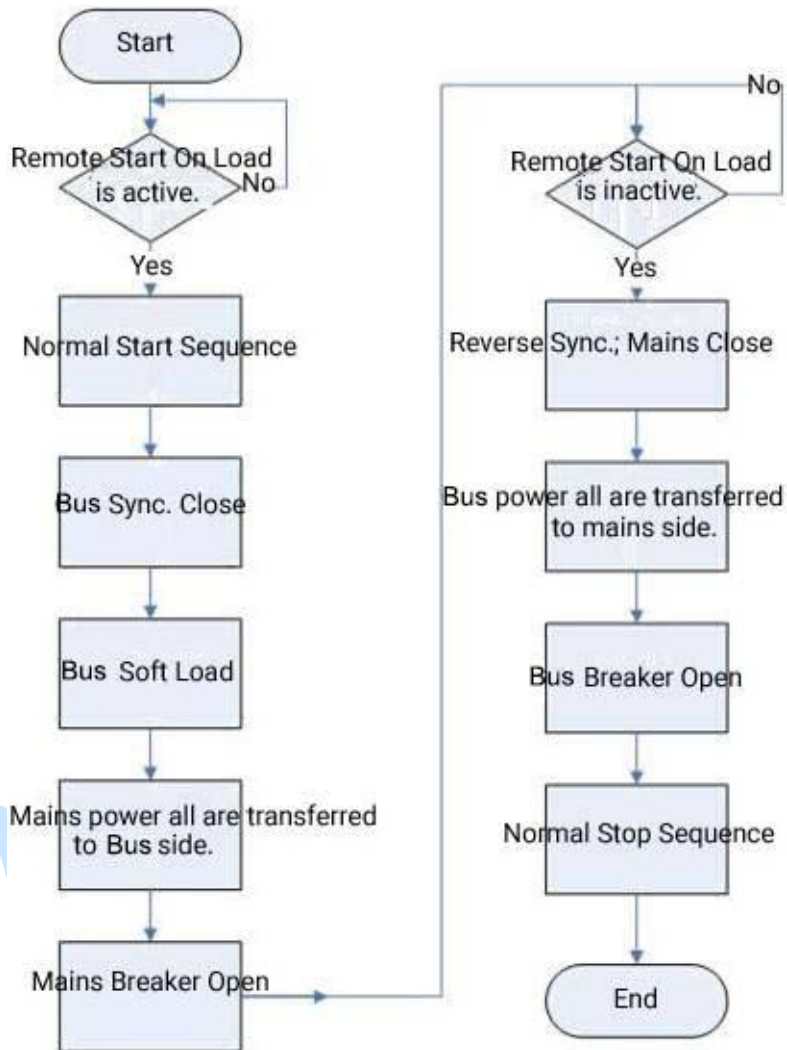 Start
Remote Start On Load
is active.
No
Yes
Normal Start Sequence
Bus Sync. Close
Bus Soft Load
Mains power all are transferred
to Bus side.
Mains Breaker Open
No
Remote Start On Load
is inactive.
Yes
Reverse Sync.; Mains Close
Bus power all are transferred
to mains side.
Bus Breaker Open
Normal Stop Sequence
End